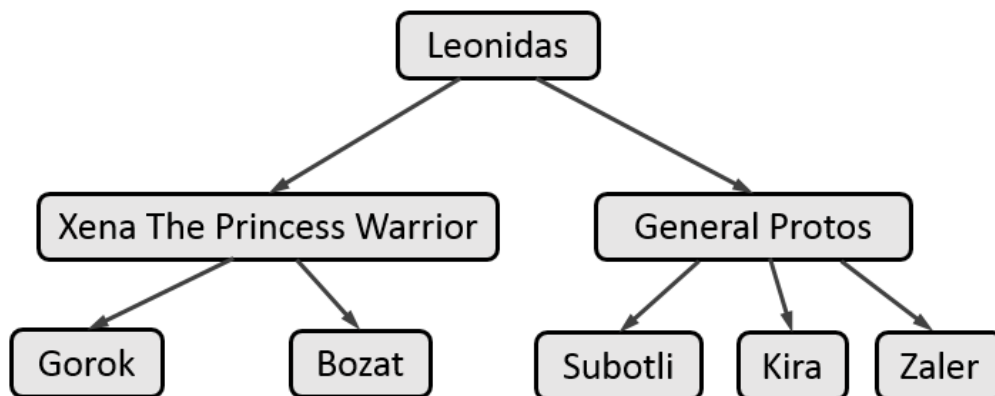 Leonidas
Xena The Princess Warrior
General Protos
Gorok
Bozat
Subotli
Kira
Zaler